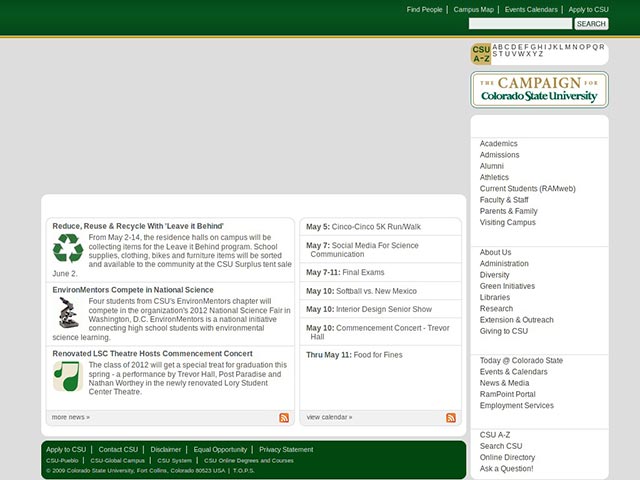 Find People | Campus Map | Events Calendars | Apply to CSU
SEARCH
CSU A-Z
A B C D E F G H I J K L M N O P Q R
S T U V W X Y Z
THE CAMPAIGN FOR
Colorado State University
Academics
Admissions
Alumni
Athletics
Current Students (RAMweb)
Faculty & Staff
Parents & Family
Visiting Campus
About Us
Administration
Diversity
Green Initiatives
Libraries
Research
Extension & Outreach
Giving to CSU
Today @ Colorado State
Events & Calendars
News & Media
RamPoint Portal
Employment Services
CSU A-Z
Search CSU
Online Directory
Ask a Question!
Reduce, Reuse & Recycle With 'Leave it Behind'
From May 2-14, the residence halls on campus will be
collecting items for the Leave it Behind program. School
supplies, clothing, bikes and furniture items will be sorted
and available to the community at the CSU Surplus tent sale
June 2.
EnvironMentors Compete in National Science
Four students from CSU's EnvironMentors chapter will
compete in the organization's 2012 National Science Fair in
Washington, D.C. EnvironMentors is a national initiative
connecting high school students with environmental
science learning.
Renovated LSC Theatre Hosts Commencement Concert
The class of 2012 will get a special treat for graduation this
spring - a performance by Trevor Hall, Post Paradise and
Nathan Worthey in the newly renovated Lory Student
Center Theatre.
more news »
May 5: Cinco-Cinco 5K Run/Walk
May 7: Social Media For Science
Communication
May 7-11: Final Exams
May 10: Softball vs. New Mexico
May 10: Interior Design Senior Show
May 10: Commencement Concert - Trevor
Hall
Thru May 11: Food for Fines
view calendar »
Apply to CSU | Contact CSU | Disclaimer | Equal Opportunity | Privacy Statement
CSU-Pueblo | CSU-Global Campus | CSU System | CSU Online Degrees and Courses
© 2009 Colorado State University, Fort Collins, Colorado 80523 USA | T.O.P.S.